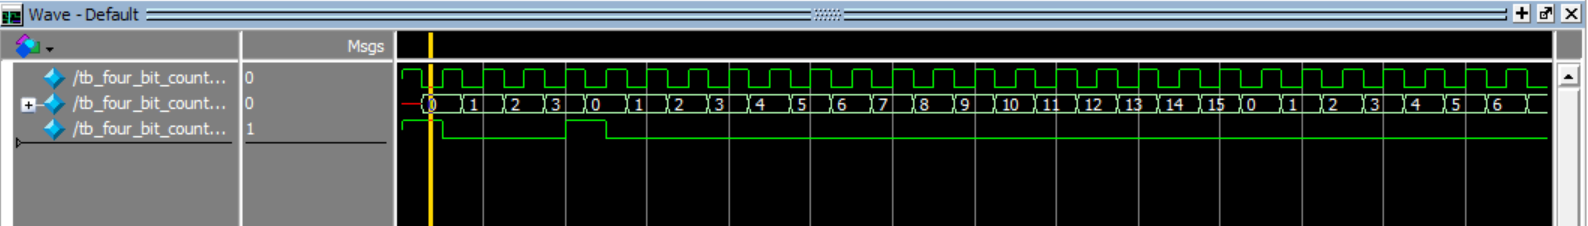 Wave - Default
Msgs
/tb_four_bit_count... 0
/tb_four_bit_count... 0 0 1 2 3 0 1 2 3 4 5 6 7 8 9 10 11 12 13 14 15 0 1 2 3 4 5 6
/tb_four_bit_count... 1